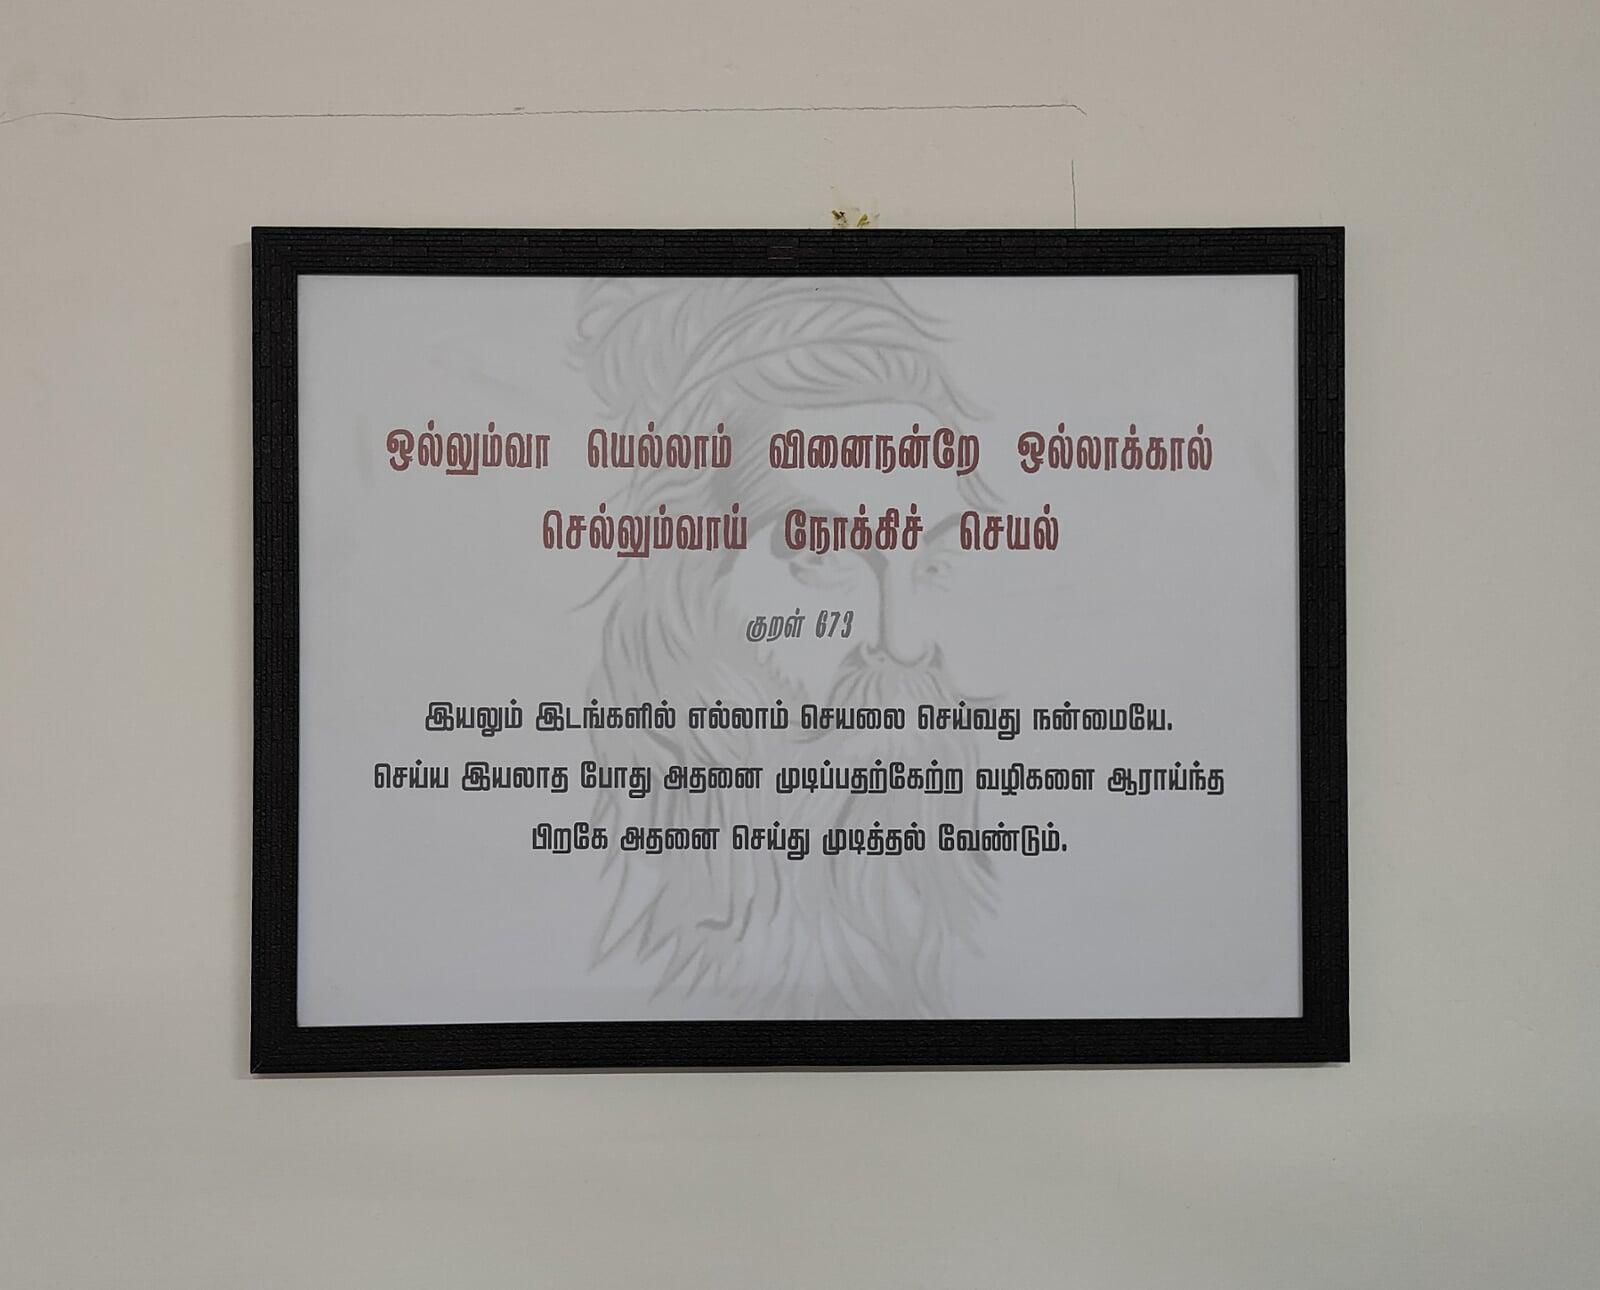 ஒல்லும்வா யெல்லாம் வினைநன்றே ஒல்லாக்கால்
செல்லும்வாய் நோக்கிச் செயல்
குறள் 673
இயலும் இடங்களில் எல்லாம் செயலை செய்வது நன்மையே.
செய்ய இயலாத போது அதனை முடிப்பதற்கேற்ற வழிகளை ஆராய்ந்த
பிறகே அதனை செய்து முடித்தல் வேண்டும்.